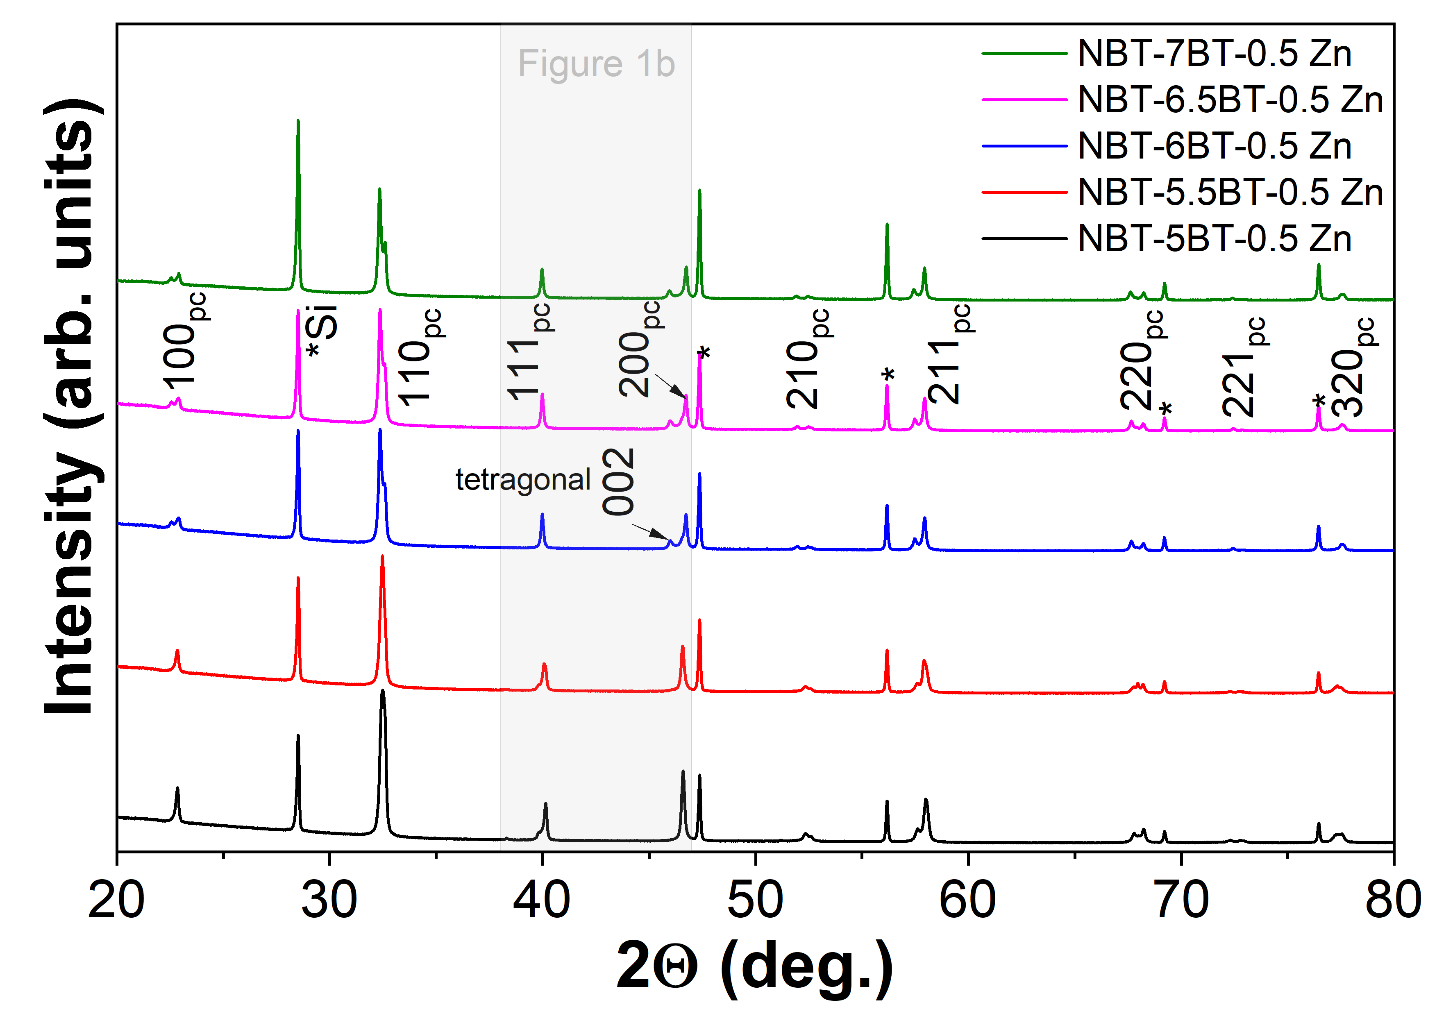 Figure 1b
NBT-7BT-0.5 Zn
NBT-6.5BT-0.5 Zn
NBT-6BT-0.5 Zn
NBT-5.5BT-0.5 Zn
NBT-5BT-0.5 Zn
Intensity (arb. units)
100pc
*Si
110pc
111pc
200pc
*
210pc
*
211pc
220pc
*
221pc
*
320pc
tetragonal 002
20 30 40 50 60 70 80
2Θ (deg.)